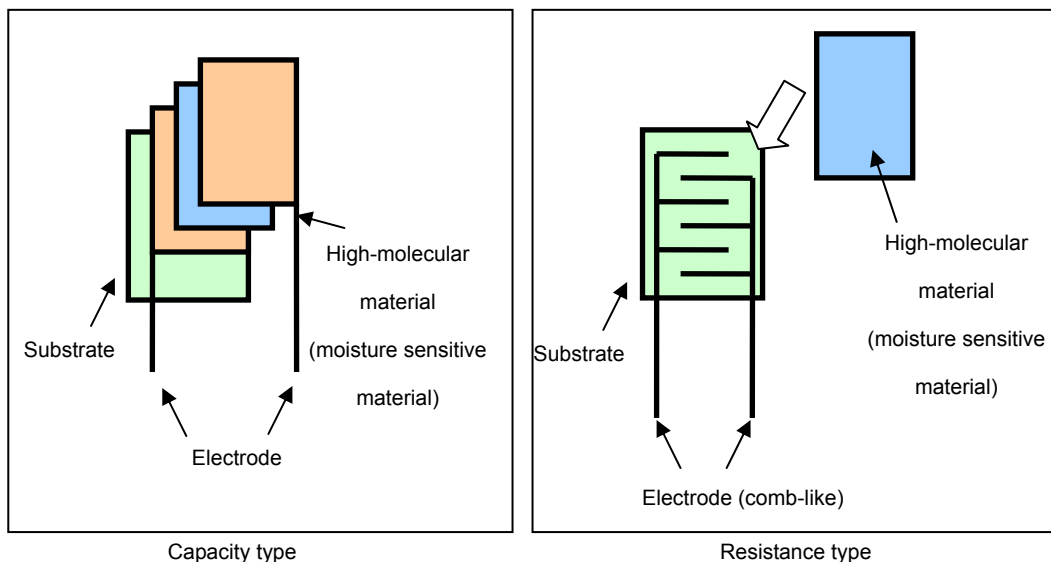 High-molecular
material
(moisture sensitive
material)
Substrate
Electrode
Capacity type
High-molecular
material
(moisture sensitive
material)
Substrate
Electrode (comb-like)
Resistance type